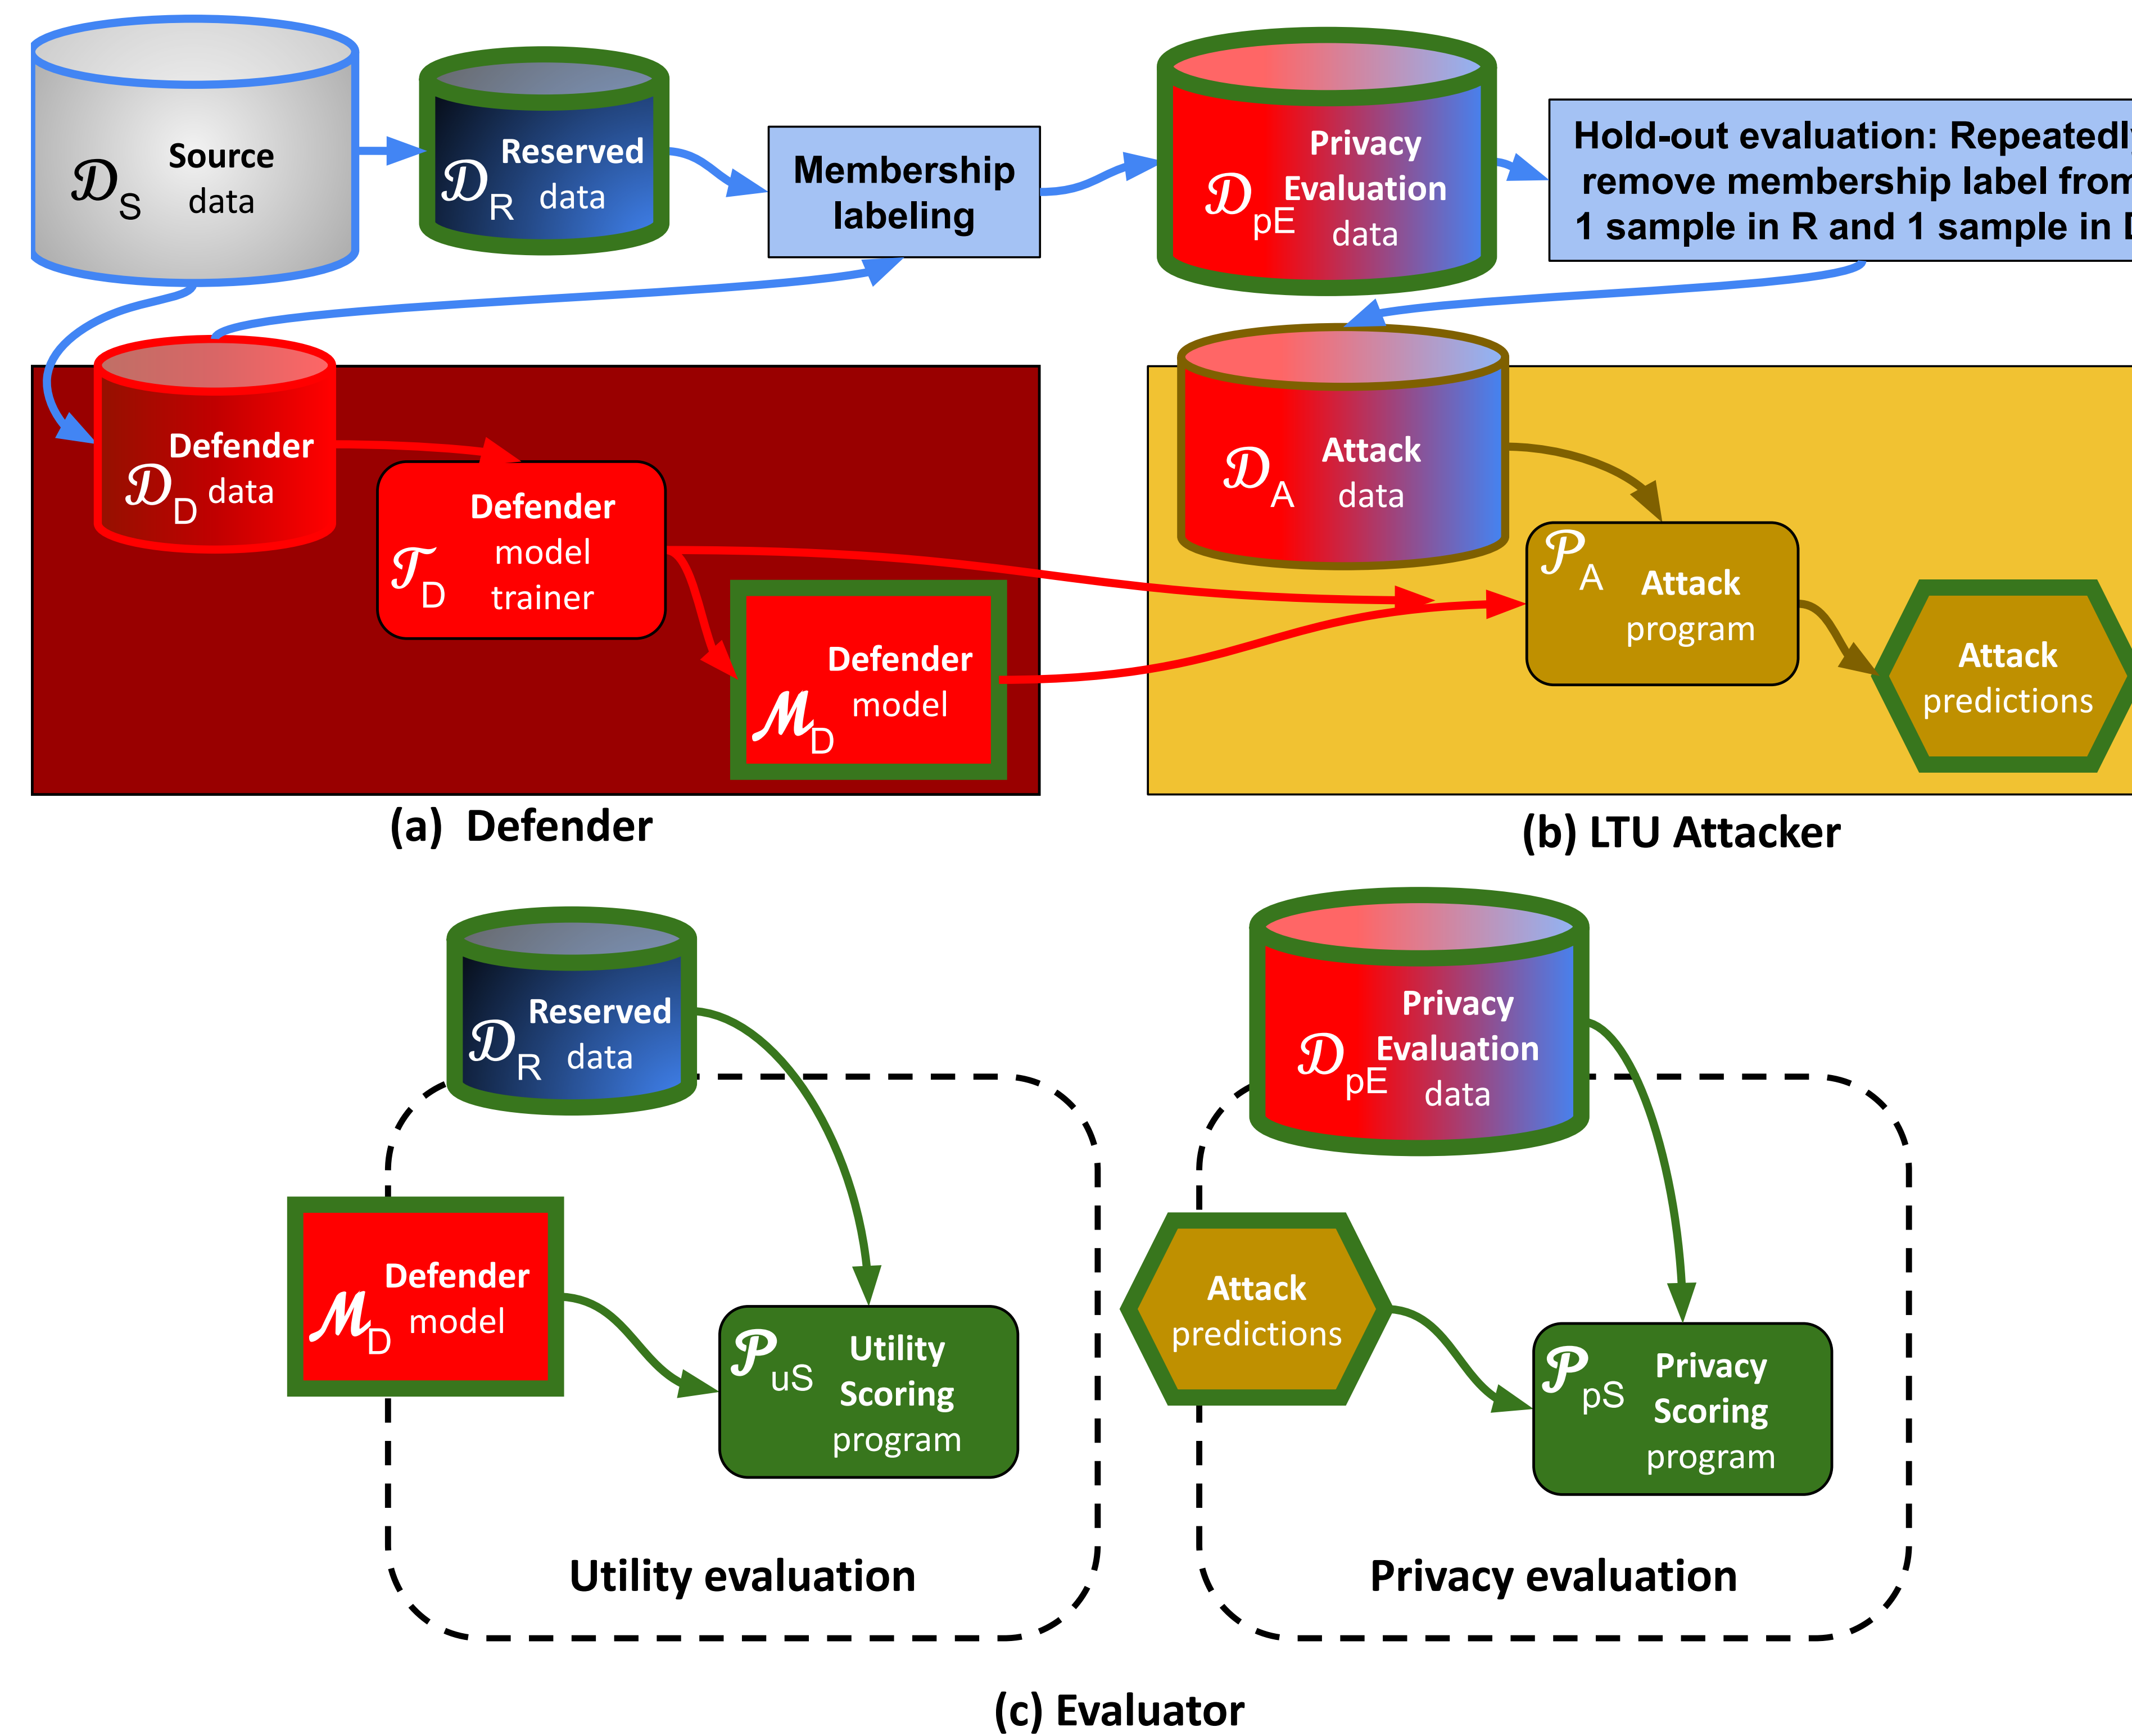 𝒟S Source
data
𝒟R Reserved
data
Membership
labeling
𝒟pE Privacy
Evaluation
data
Hold-out evaluation: Repeatedly
remove membership label from
1 sample in R and 1 sample in D
𝒟D Defender
data
𝒯D Defender
model
trainer
ℳD Defender
model
𝒟A Attack
data
𝒫A Attack
program
Attack
predictions
(a) Defender
(b) LTU Attacker
𝒟R Reserved
data
ℳD Defender
model
𝒫uS Utility
Scoring
program
Utility evaluation
𝒟pE Privacy
Evaluation
data
Attack
predictions
𝒫pS Privacy
Scoring
program
Privacy evaluation
(c) Evaluator